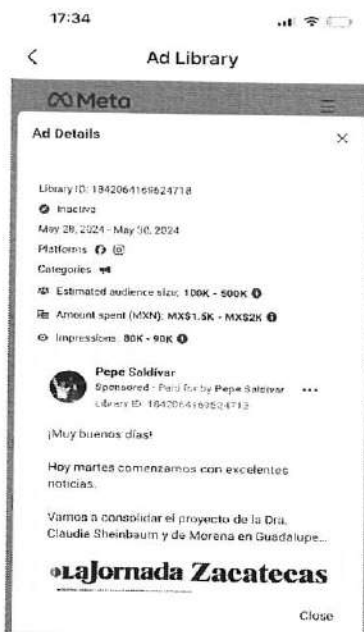 17:34
Ad Library
Meta
Ad Details
Library ID: 1842064169624718
Inactive
May 28, 2024 - May 30, 2024
Platforms
Categories
Estimated audience size: 100K - 500K
Amount spent (MXN): MX$1.5K - MX$2K
Impressions: 80K - 90K
Pepe Saldívar
Sponsored · Paid for by Pepe Saldívar
Library ID:
¡Muy buenos días!
Hoy martes comenzamos con excelentes
noticias.
Vamos a consolidar el proyecto de la Dra.
Claudia Sheinbaum y de Morena en Guadalupe...
LaJornada Zacatecas
Close